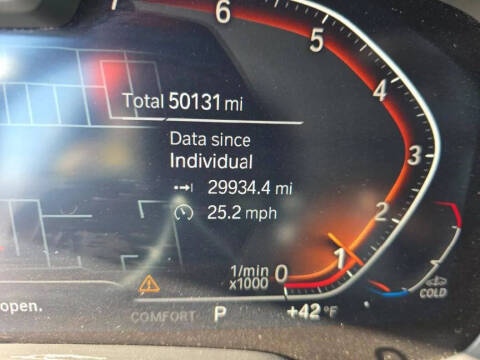 7
6
5
4
3
2
1
0
Total 50131 mi
Data since
Individual
29934.4 mi
25.2 mph
1/min
x1000
COLD
open.
COMFORT P +42°F